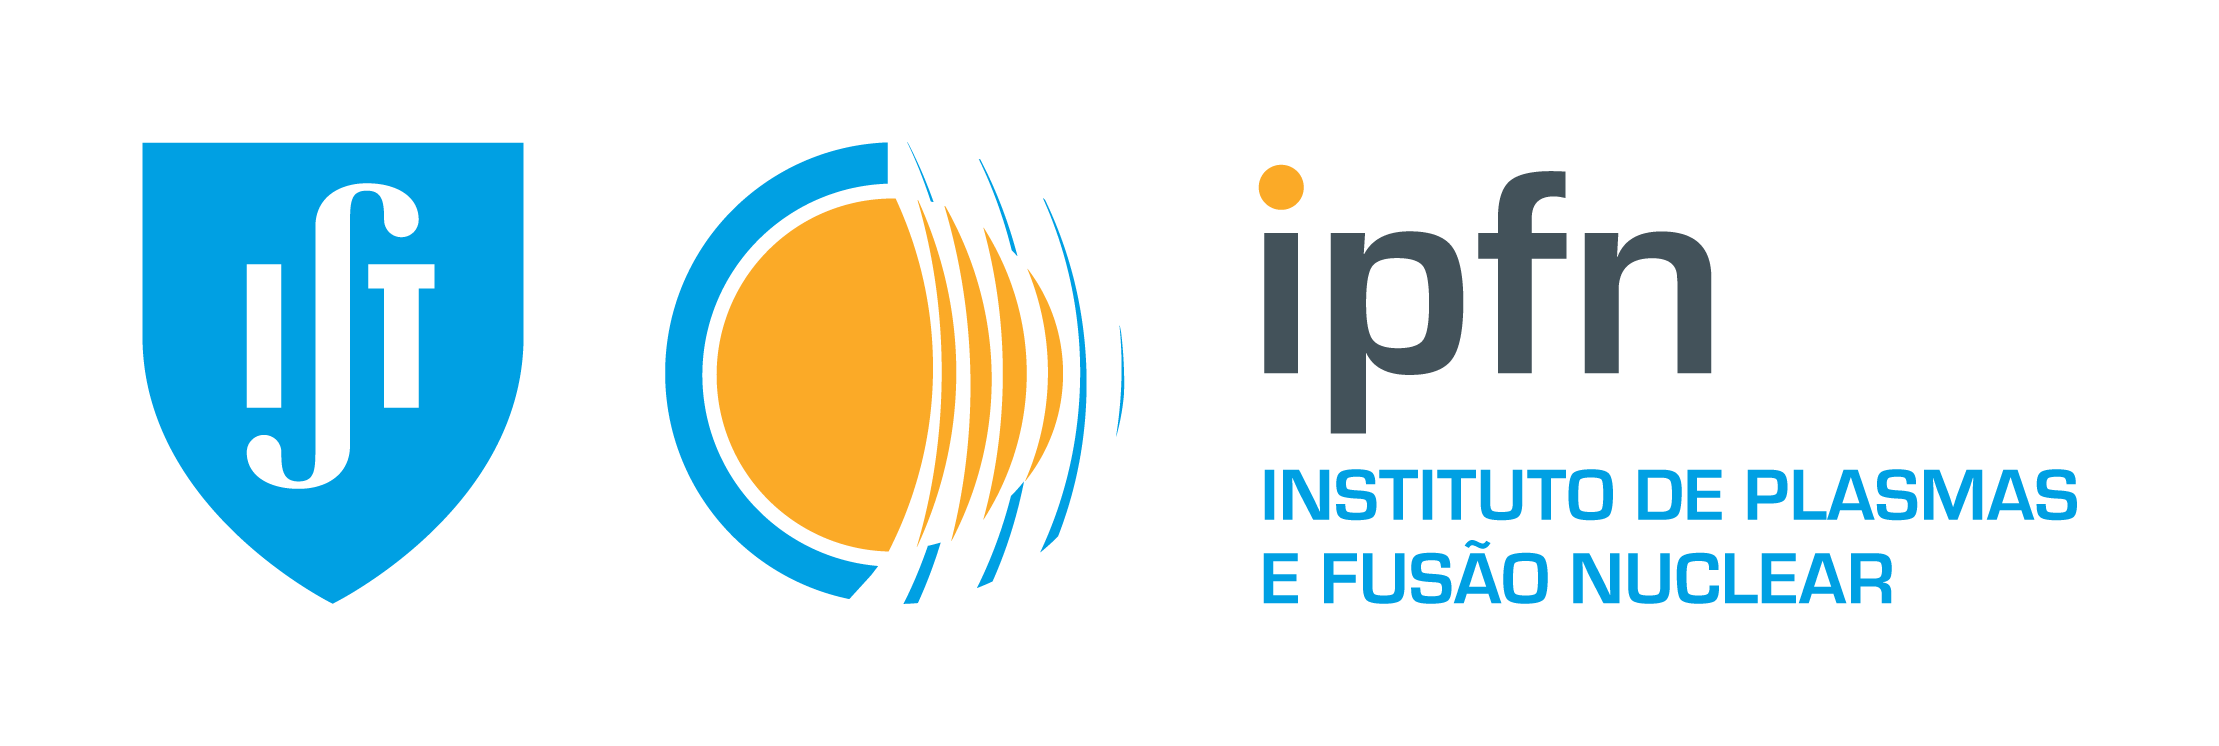 IST
ipfn
INSTITUTO DE PLASMAS
E FUSÃO NUCLEAR